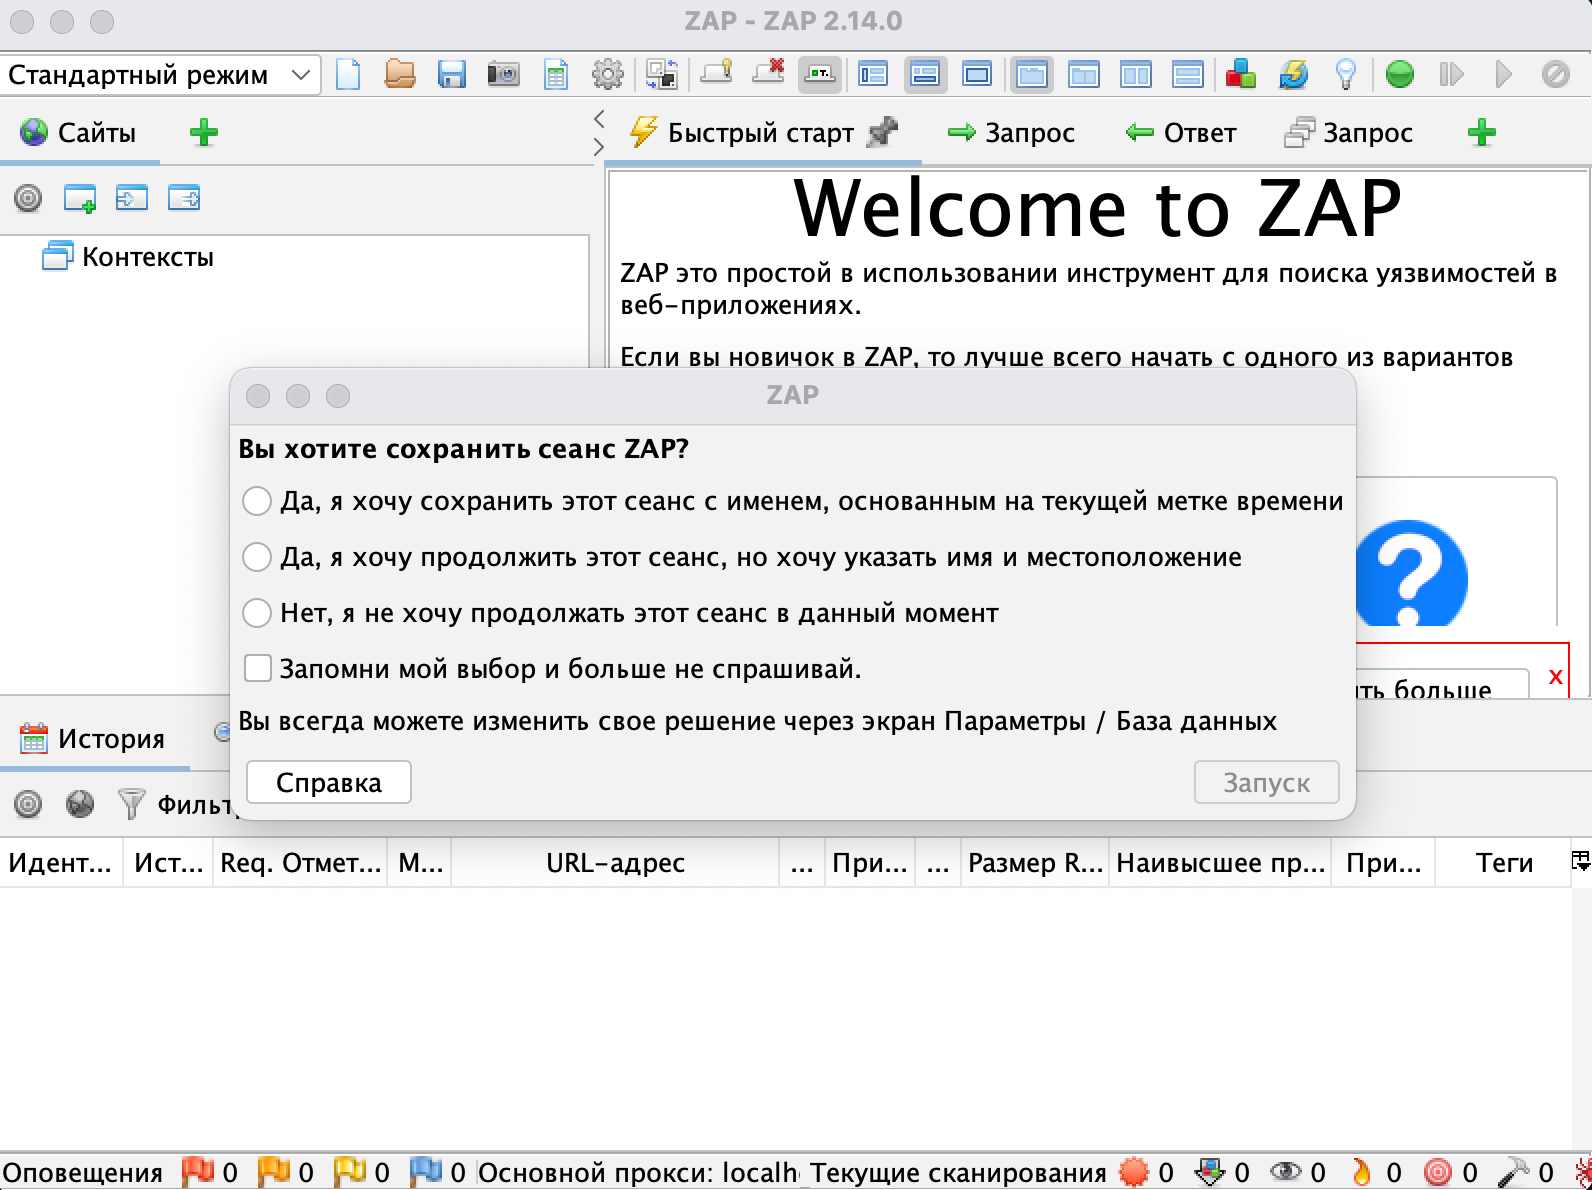 ZAP - ZAP 2.14.0
Стандартный режим
Сайты
Быстрый старт
Запрос
Ответ
Запрос
Контексты
Welcome to ZAP
ZAP это простой в использовании инструмент для поиска уязвимостей в
веб-приложениях.
Если вы новичок в ZAP, то лучше всего начать с одного из вариантов
ZAP
Вы хотите сохранить сеанс ZAP?
Да, я хочу сохранить этот сеанс с именем, основанным на текущей метке времени
Да, я хочу продолжить этот сеанс, но хочу указать имя и местоположение
Нет, я не хочу продолжать этот сеанс в данный момент
Запомни мой выбор и больше не спрашивай.
Вы всегда можете изменить свое решение через экран Параметры / База данных
Справка
Запуск
больше
X
История
Идент...
Ист...
Req. Отмет...
М...
URL-адрес
...
При...
...
Размер R...
Наивысшее пр...
При...
Теги
Оповещения 0 0 0 0 Основной прокси: localh Текущие сканирования 0 0 0 0 0 0